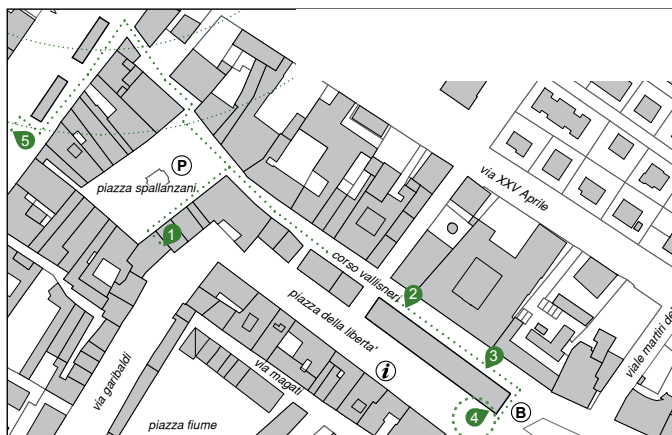 5
P
piazza spallanzani
1
via XXV Aprile
corso vallisneri
2
piazza della liberta'
3
via garibaldi
via magati
i
viale martiri del
4
B
piazza fiume